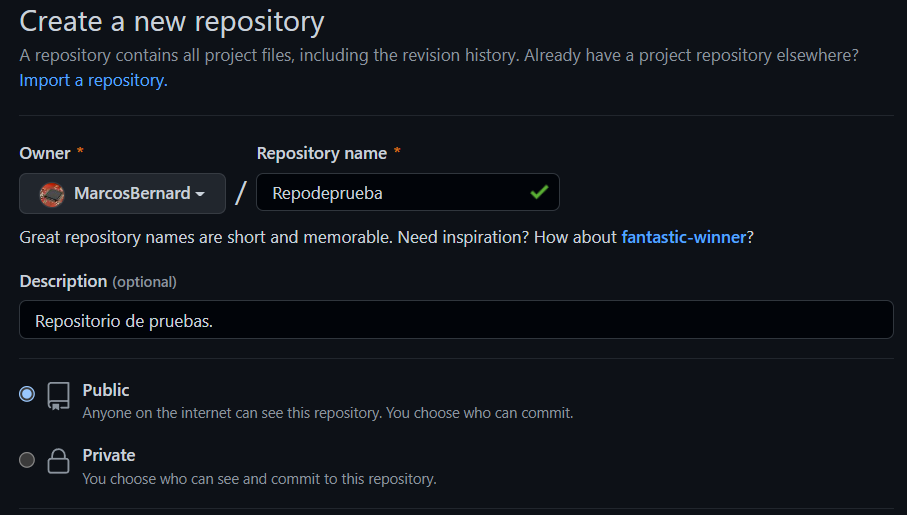 Create a new repository
A repository contains all project files, including the revision history. Already have a project repository elsewhere?
Import a repository.
Owner *
Repository name *
MarcosBernard
/
Repodeprueba
Great repository names are short and memorable. Need inspiration? How about fantastic-winner?
Description (optional)
Repositorio de pruebas.
Public
Anyone on the internet can see this repository. You choose who can commit.
Private
You choose who can see and commit to this repository.